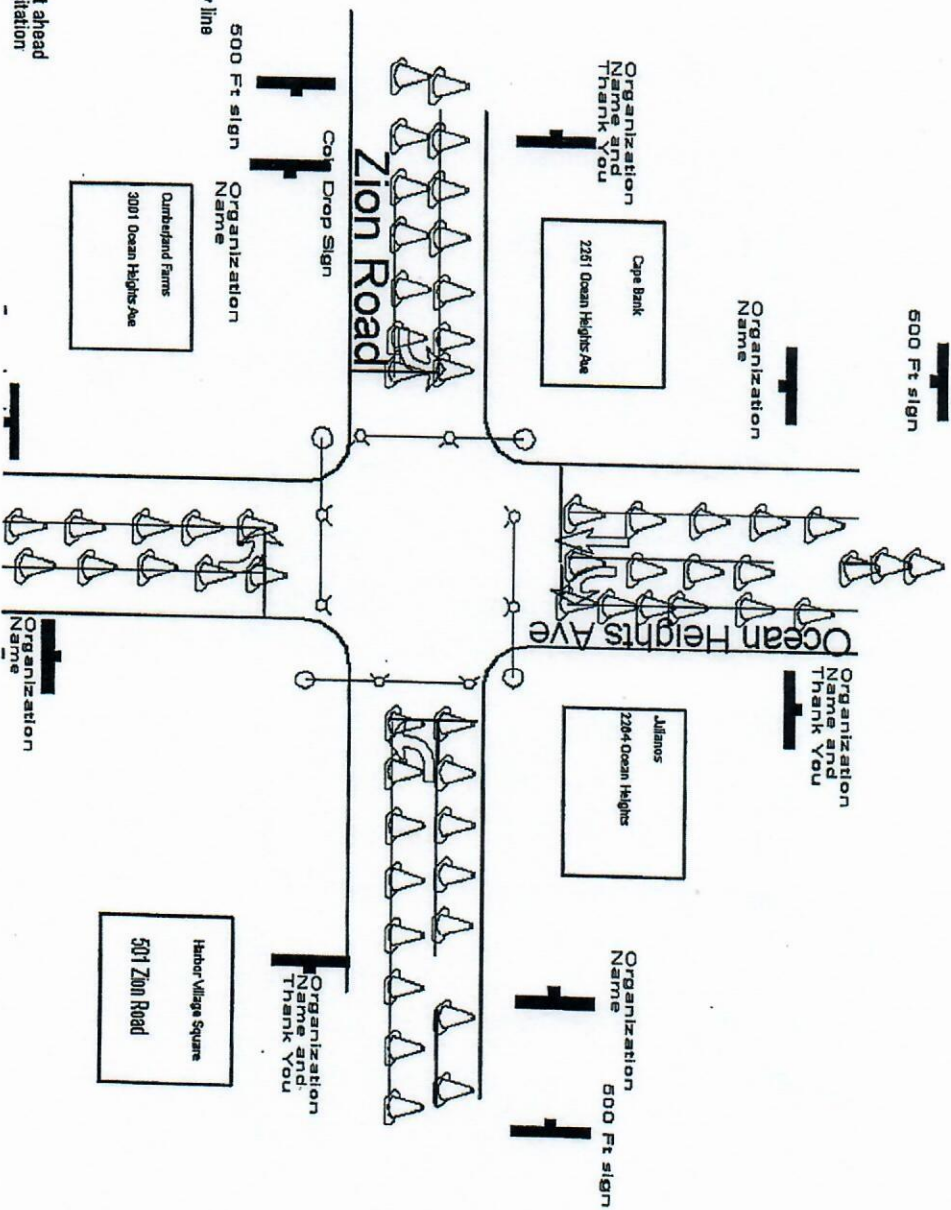 500 Ft sign
Organization
Name
Organization
Name and
Thank You
Cape Bank
2251 Ocean Heights Ave
Ocean Heights Ave
Organization
Name and
Thank You
Julianos
2284 Ocean Heights
Organization
Name
500 Ft sign
Zion Road
line
500 Ft sign
Drop Sign
Organization
Name
Cumberland Farms
3001 Ocean Heights Ave
t ahead
itation
Organization
Name
Organization
Name and
Thank You
Harbor Village Square
501 Zion Road